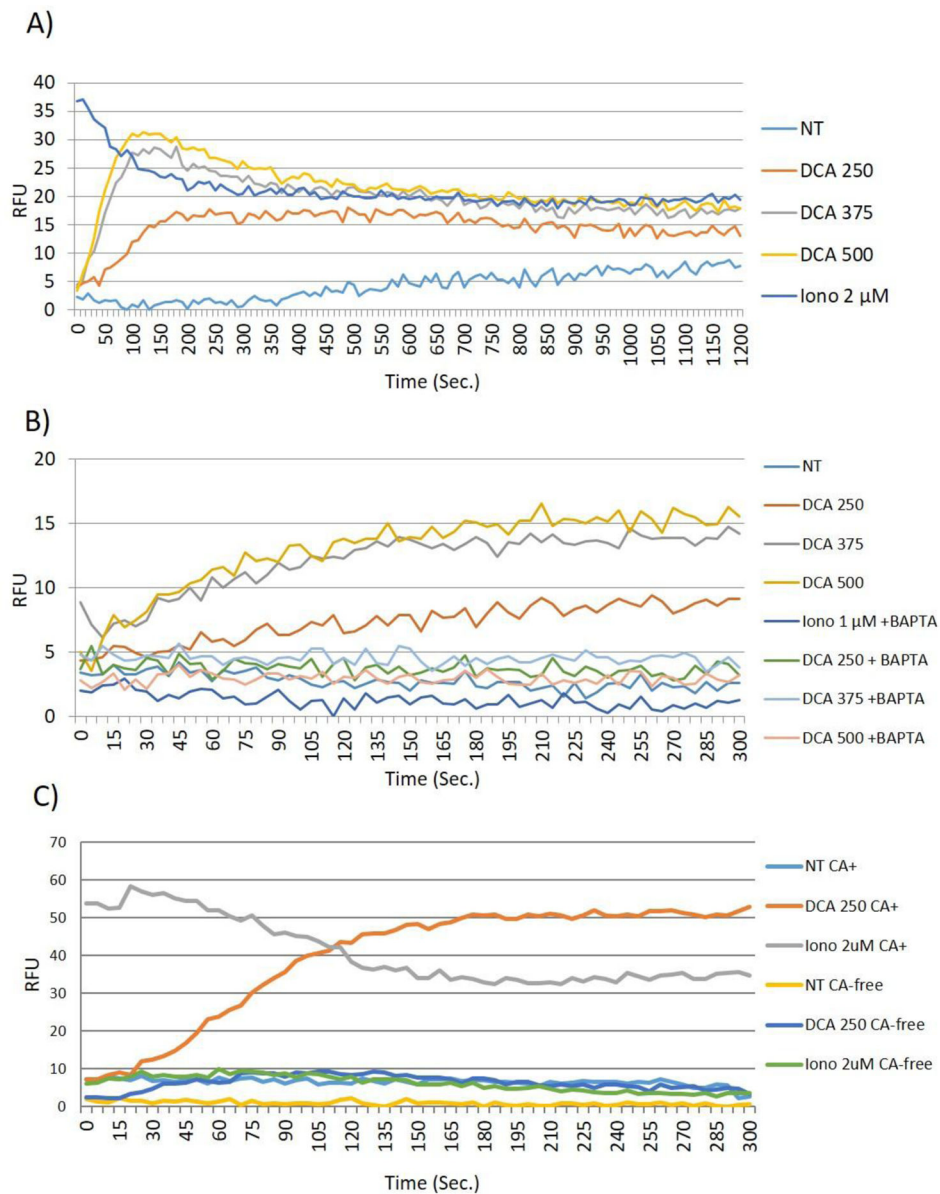 A)
40
35
30
25
20
15
10
5
0
RFU
0 50 100 150 200 250 300 350 400 450 500 550 600 650 700 750 800 850 900 950 1000 1050 1100 1150 1200
Time (Sec.)
NT
DCA 250
DCA 375
DCA 500
Iono 2 μM
B)
20
15
10
5
0
RFU
0 15 30 45 60 75 90 105 120 135 150 165 180 195 210 225 240 255 270 285 300
Time (Sec.)
NT
DCA 250
DCA 375
DCA 500
Iono 1 μM +BAPTA
DCA 250 + BAPTA
DCA 375 +BAPTA
DCA 500 +BAPTA
C)
70
60
50
40
30
20
10
0
RFU
0 15 30 45 60 75 90 105 120 135 150 165 180 195 210 225 240 255 270 285 300
Time (Sec.)
NT CA+
DCA 250 CA+
Iono 2uM CA+
NT CA-free
DCA 250 CA-free
Iono 2uM CA-free